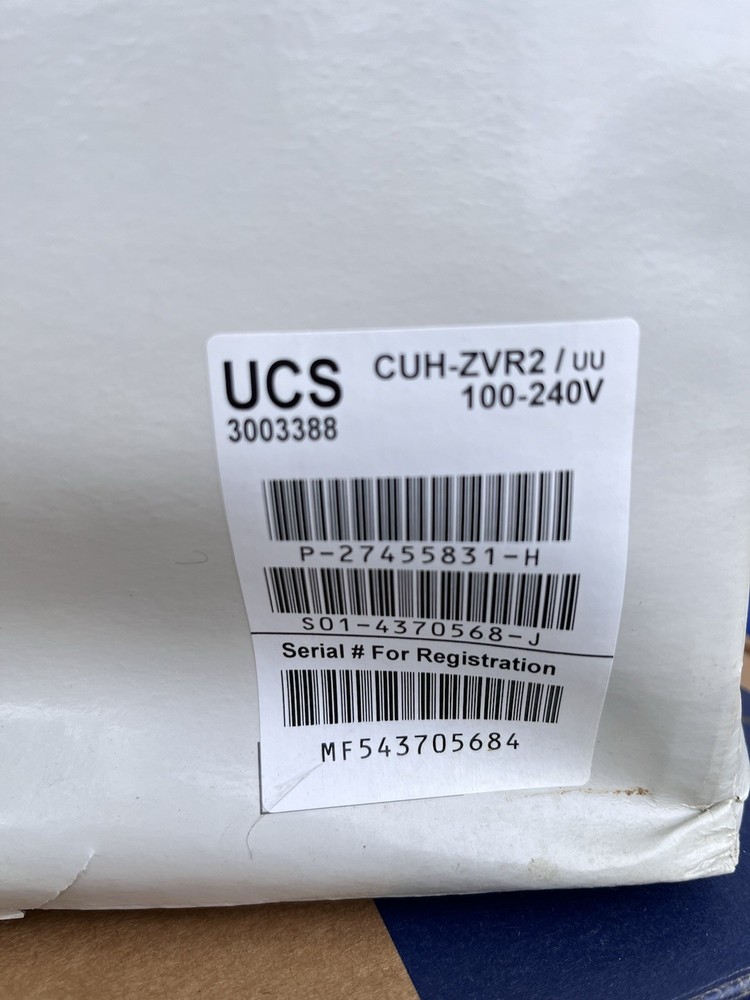 UCS
3003388
CUH-ZVR2 / UU
100-240V
P-27455831-H
S01-4370568-J
Serial # For Registration
MF543705684